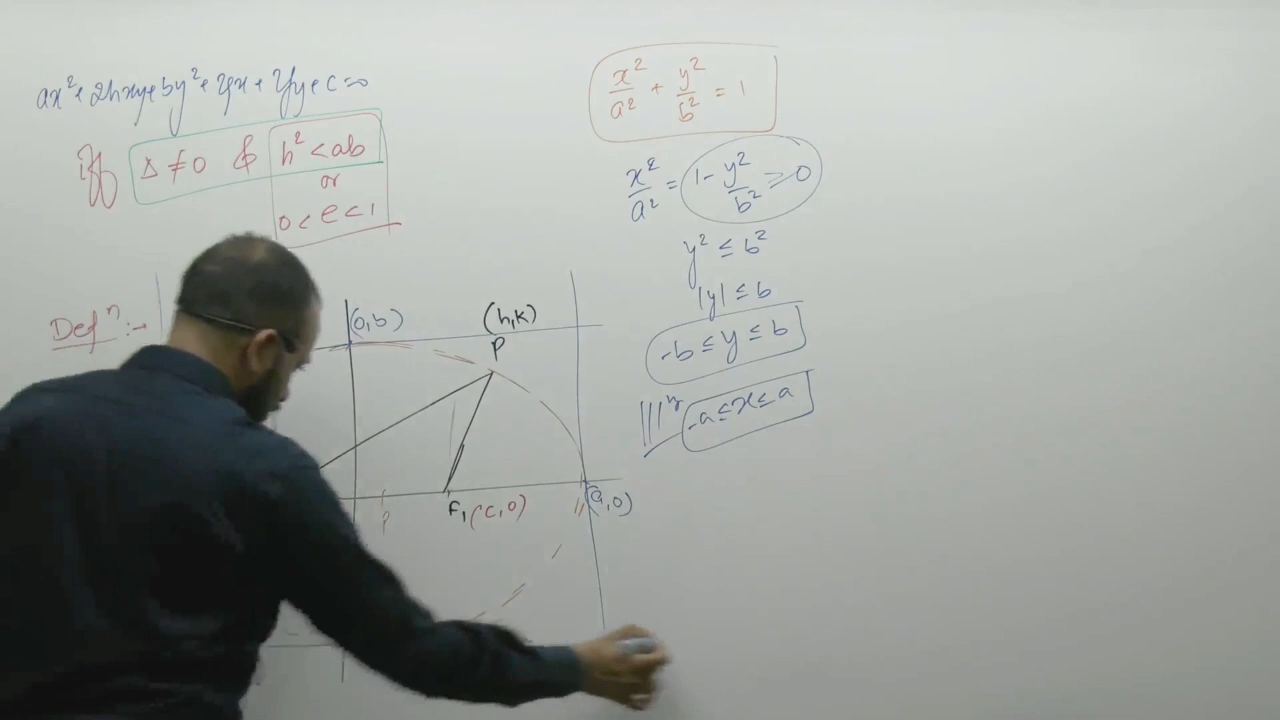 ax² + 2hxy + by² + 2gx + 2fy + c = 0
iff Δ ≠ 0 & h² < ab
or
0 < e < 1
Defⁿ :-
(0,b)
(h,k)
P
F₁ (c,0)
(a,0)
x²/a² + y²/b² = 1
x²/a² = 1 - y²/b² ≥ 0
y² ≤ b²
|y| ≤ b
-b ≤ y ≤ b
|||ly -a ≤ x ≤ a